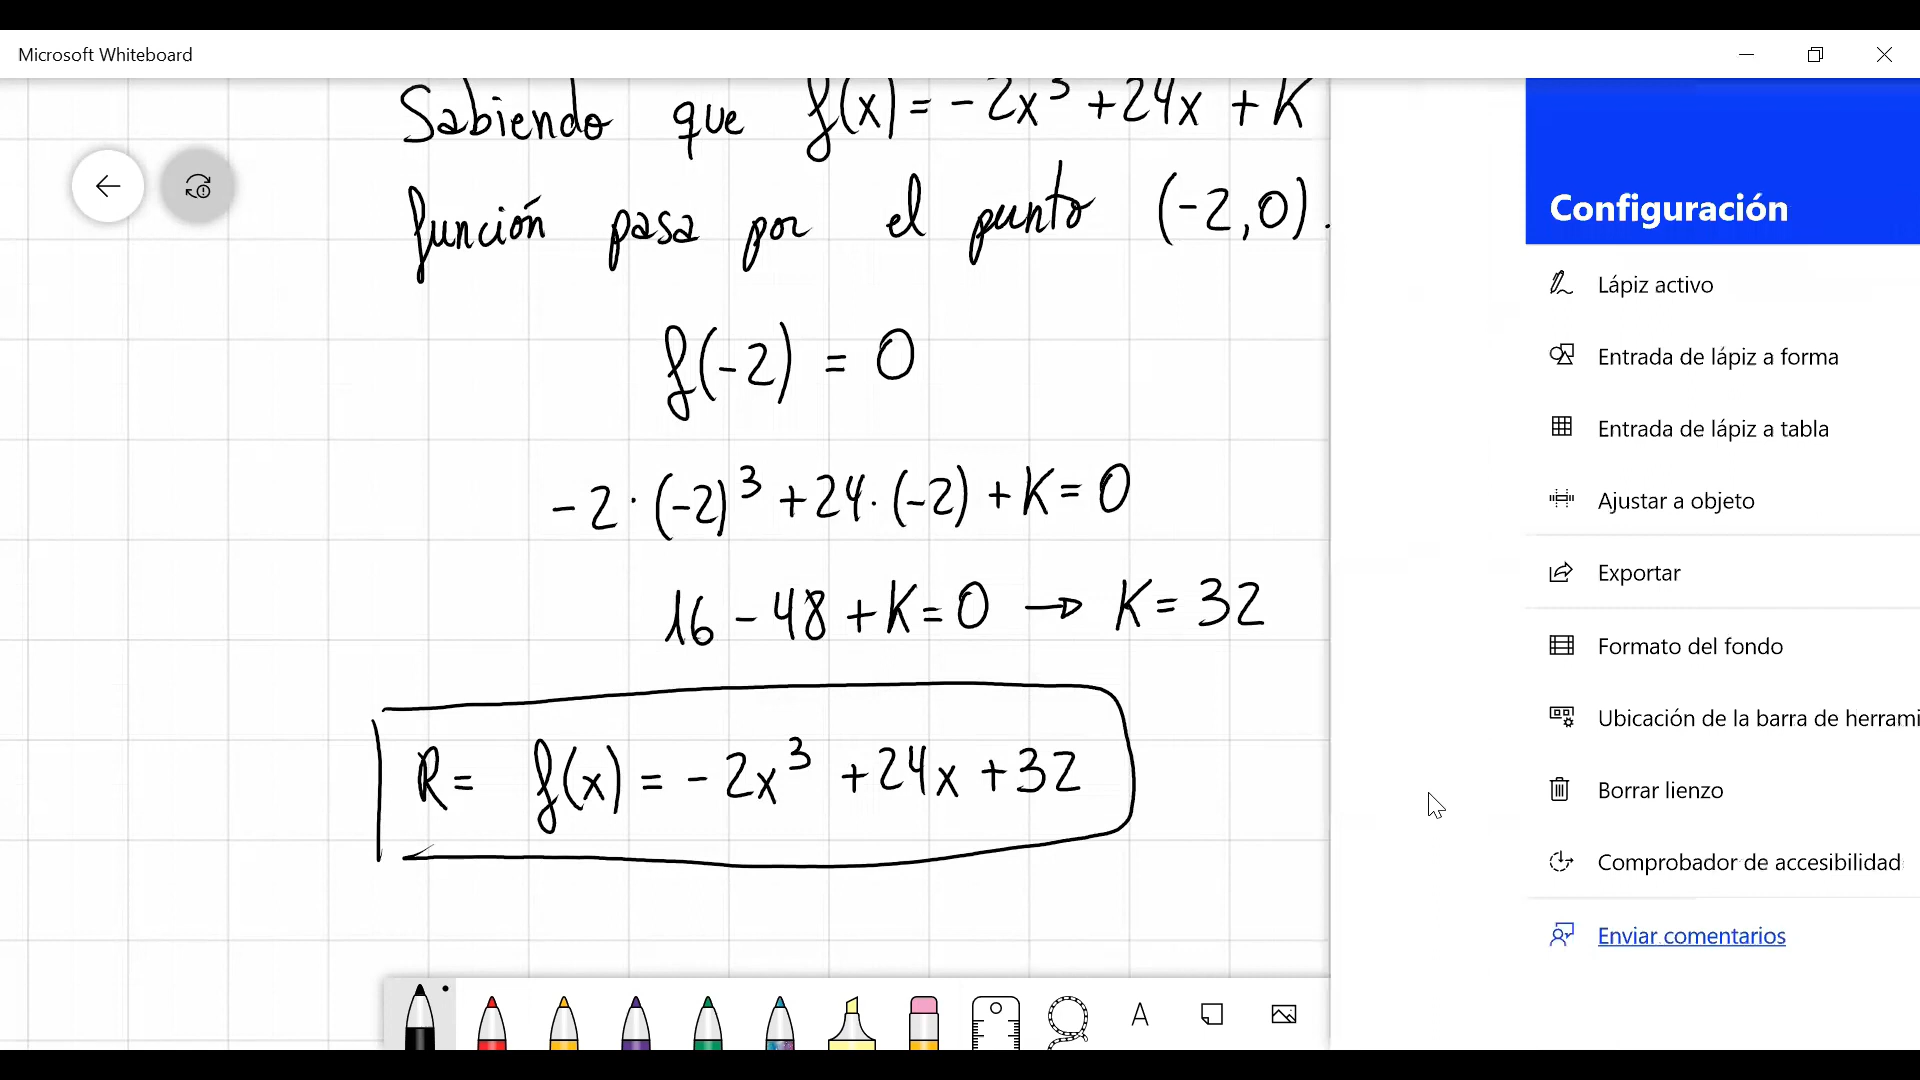 Microsoft Whiteboard
Sabiendo que f(x) = -2x³ +24x + K
función pasa por el punto (-2,0).
f(-2) = 0
-2·(-2)³ +24·(-2) +K= 0
16 - 48 +K=0 → K= 32
R= f(x) = -2x³ +24x +32
Configuración
Lápiz activo
Entrada de lápiz a forma
Entrada de lápiz a tabla
Ajustar a objeto
Exportar
Formato del fondo
Ubicación de la barra de herrami
Borrar lienzo
Comprobador de accesibilidad
Enviar comentarios
A